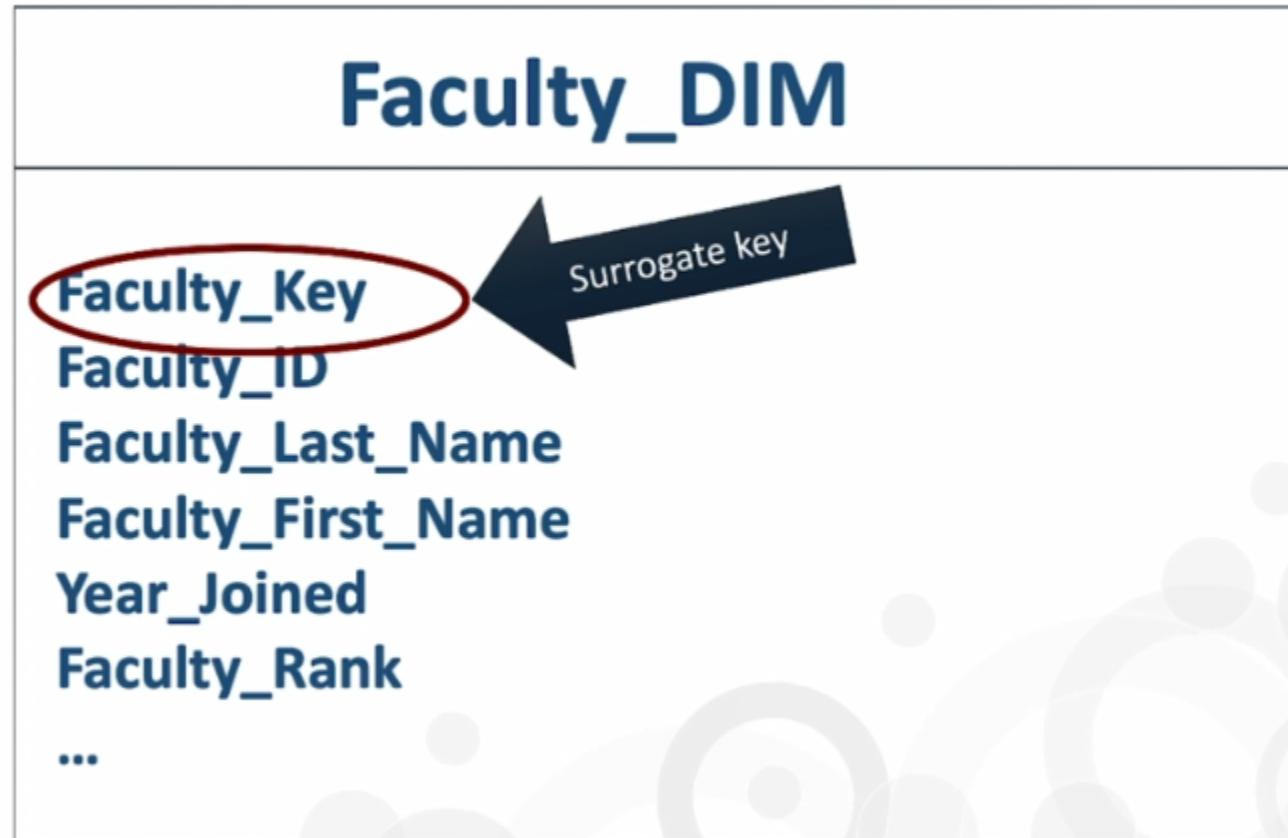 Faculty_DIM
Surrogate key
Faculty_Key
Faculty_ID
Faculty_Last_Name
Faculty_First_Name
Year_Joined
Faculty_Rank
...